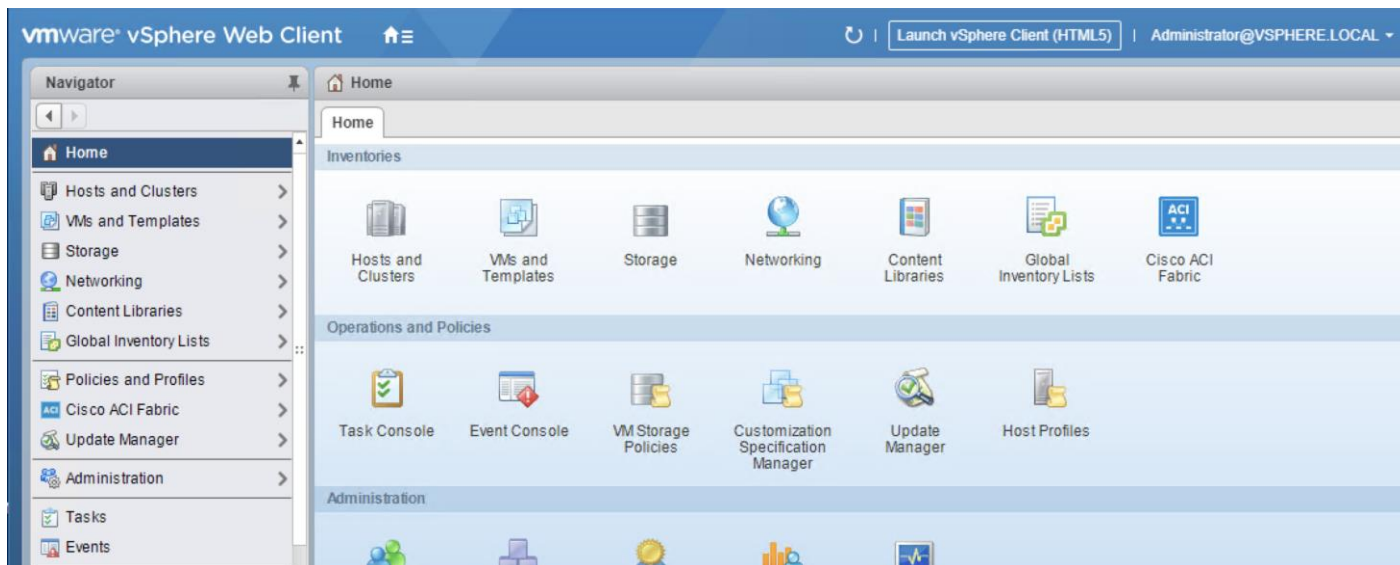 vmware® vSphere Web Client
Launch vSphere Client (HTML5)
Administrator@VSPHERE.LOCAL
Navigator
Home
Hosts and Clusters
VMs and Templates
Storage
Networking
Content Libraries
Global Inventory Lists
Policies and Profiles
ACI Cisco ACI Fabric
Update Manager
Administration
Tasks
Events
Home
Home
Inventories
Hosts and
Clusters
VMs and
Templates
Storage
Networking
Content
Libraries
Global
Inventory Lists
ACI
Cisco ACI
Fabric
Operations and Policies
Task Console
Event Console
VM Storage
Policies
Customization
Specification
Manager
Update
Manager
Host Profiles
Administration